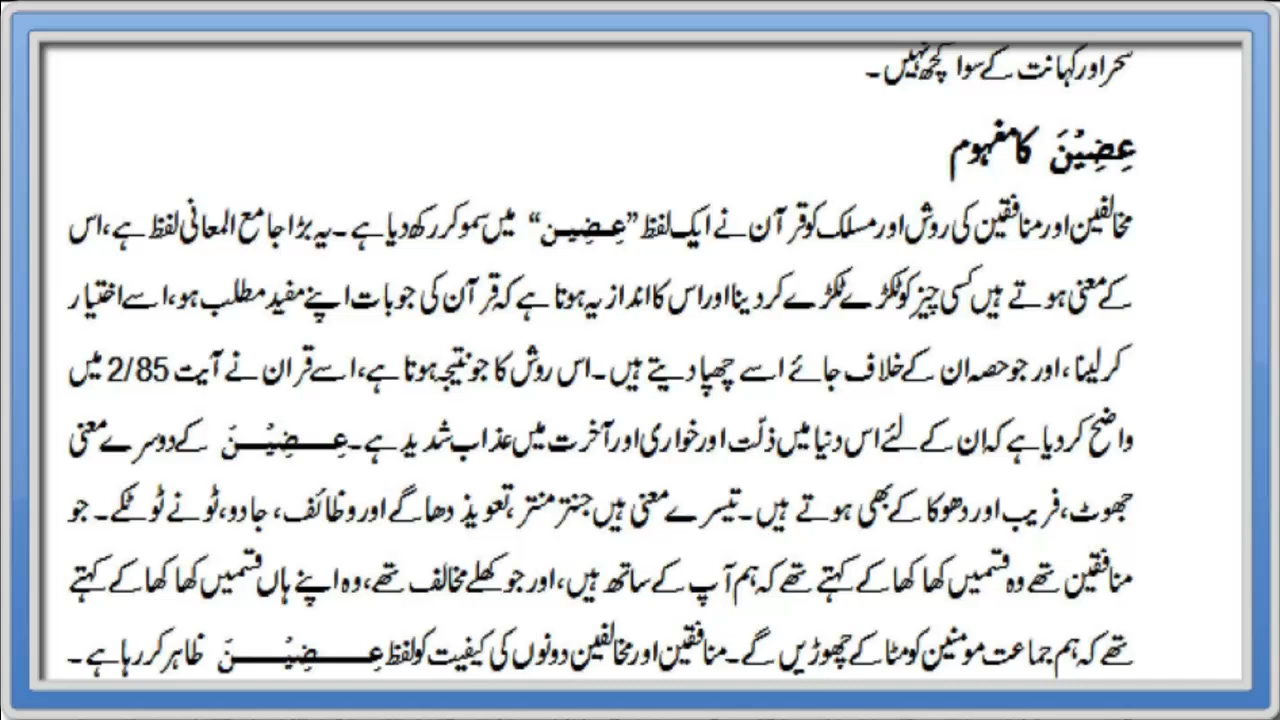 سحر اور کہانت کے سوا کچھ نہیں۔
عِضِیۡنَ کا مفہوم
مخالفین اور منافقین کی روش اور مسلک کو قرآن نے ایک لفظ ”عِضِین“ میں سمو کر رکھ دیا ہے۔ یہ بڑا جامع المعانی لفظ ہے، اس
کے معنی ہوتے ہیں کسی چیز کو ٹکڑے ٹکڑے کر دینا اور اس کا انداز یہ ہوتا ہے کہ قرآن کی جو بات اپنے مفید مطلب ہو، اسے اختیار
کر لینا، اور جو حصہ ان کے خلاف جائے اسے چھپا دیتے ہیں۔ اس روش کا جو نتیجہ ہوتا ہے، اسے قران نے آیت 2/85 میں
واضح کر دیا ہے کہ اِن کے لئے اس دنیا میں ذلّت اور خواری اور آخرت میں عذاب شدید ہے۔ عِضِیۡنَ کے دوسرے معنی
جھوٹ، فریب اور دھوکا کے بھی ہوتے ہیں۔ تیسرے معنی ہیں جنتر منتر، تعویذ دھاگے اور وظائف، جادو، ٹونے ٹوٹکے۔ جو
منافقین تھے وہ قسمیں کھا کھا کے کہتے تھے کہ ہم آپ کے ساتھ ہیں، اور جو کھلے مخالف تھے، وہ اپنے ہاں قسمیں کھا کھا کے کہتے
تھے کہ ہم جماعت مومنین کو مٹا کے چھوڑیں گے۔ منافقین اور مخالفین دونوں کی کیفیت کو لفظ عِضِیۡنَ ظاہر کر رہا ہے۔